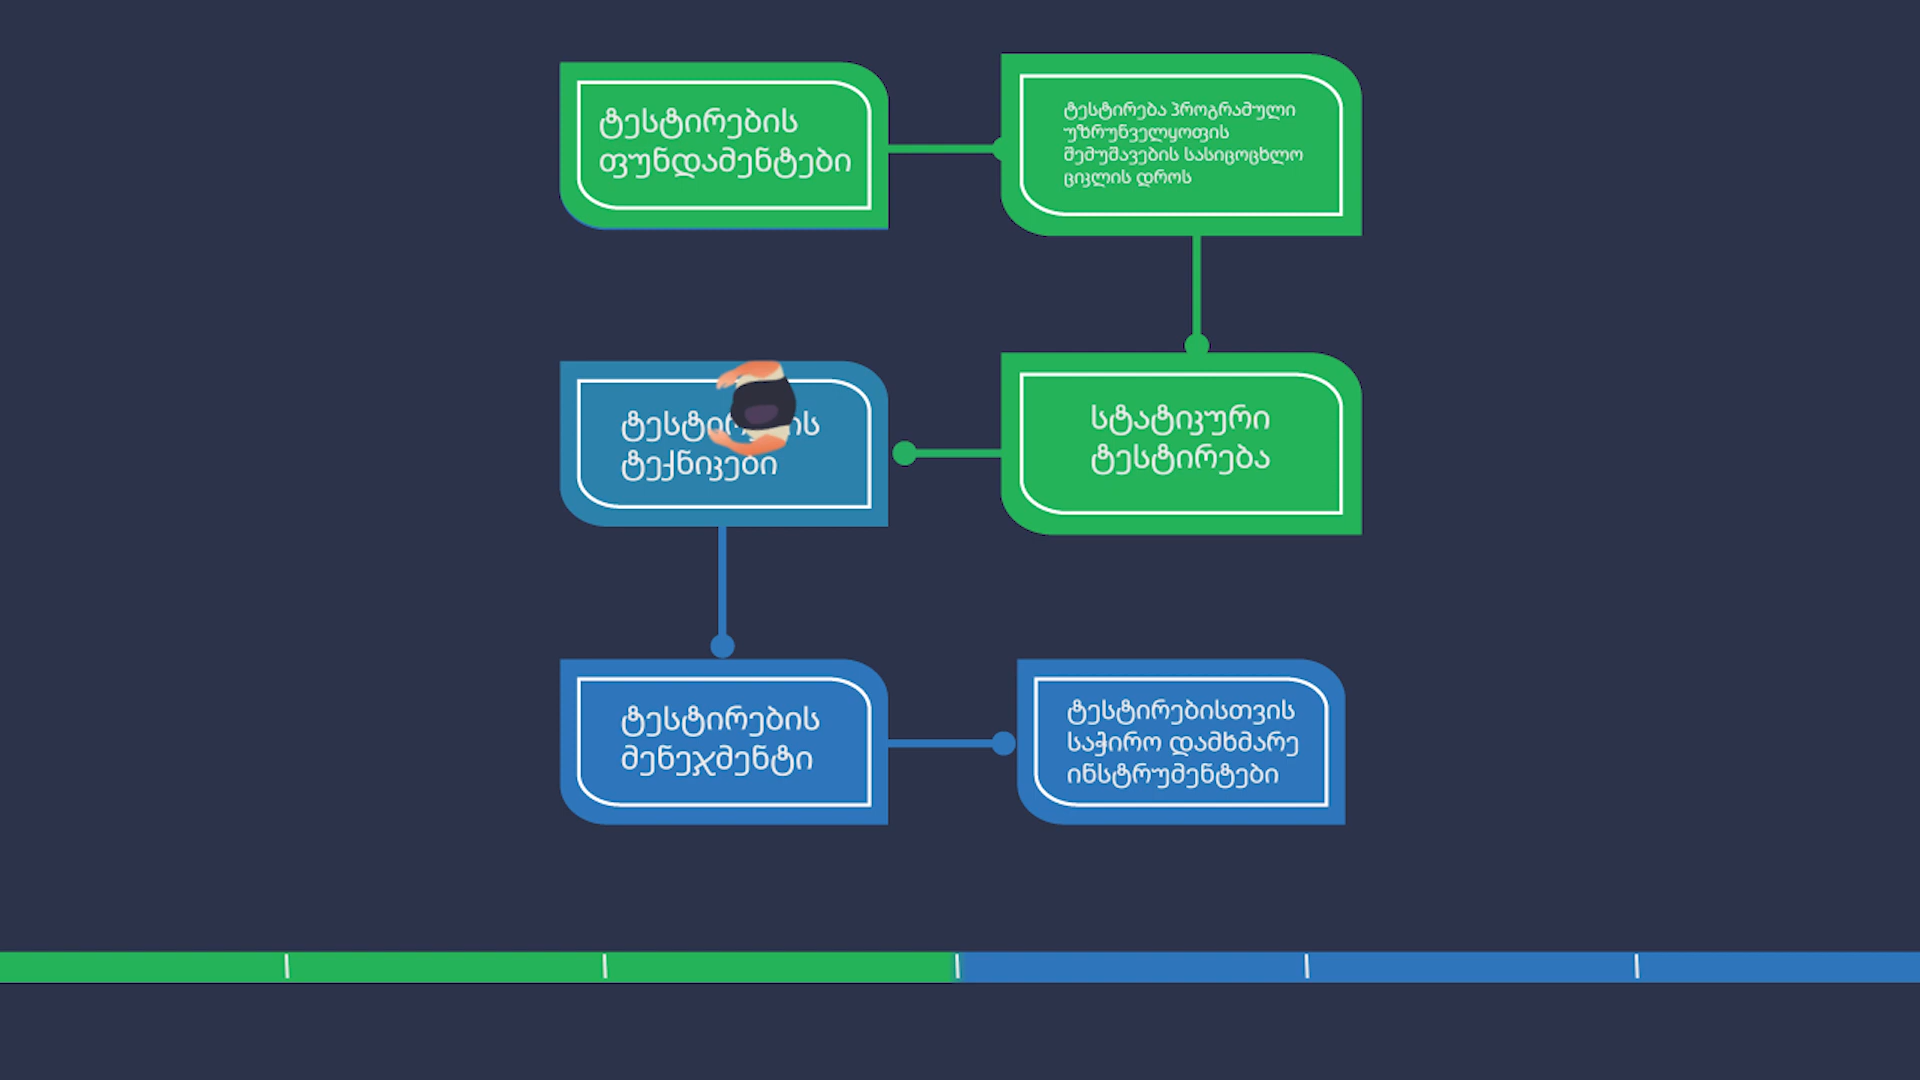 ტესტირების
ფუნდამენტები
ტესტირება პროგრამული
უზრუნველყოფის
შემუშავების სასიცოცხლო
ციკლის დროს
სტატიკური
ტესტირება
ტექნიკები
ტესტირების
მენეჯმენტი
ტესტირებისთვის
საჭირო დამხმარე
ინსტრუმენტები